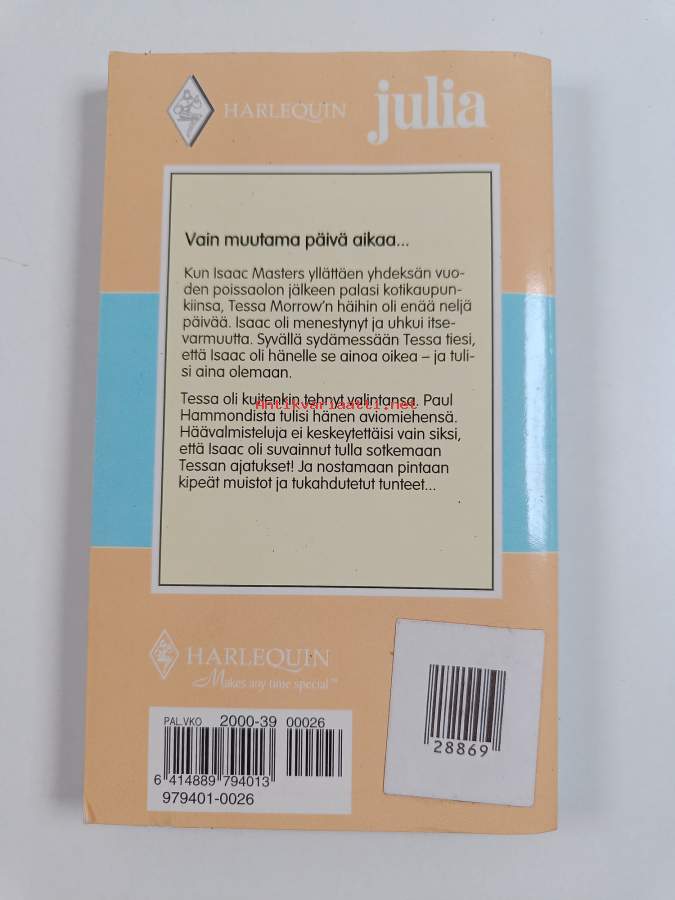 HARLEQUIN julia
Vain muutama päivä aikaa...
Kun Isaac Masters yllättäen yhdeksän vuo-
den poissaolon jälkeen palasi kotikaupun-
kiinsa, Tessa Morrow'n häihin oli enää neljä
päivää. Isaac oli menestynyt ja uhkui itse-
varmuutta. Syvällä sydämessään Tessa tiesi,
että Isaac oli hänelle se ainoa oikea – ja tuli-
si aina olemaan.
Tessa oli kuitenkin tehnyt valintansa. Paul
Antikvariaatti.net
Hammondista tulisi hänen aviomiehensä.
Häävalmisteluja ei keskeytettäisi vain siksi,
että Isaac oli suvainnut tulla sotkemaan
Tessan ajatukset! Ja nostamaan pintaan
kipeät muistot ja tukahdutetut tunteet...
HARLEQUIN
Makes any time special™
PAL.VKO 2000-39 00026
6 414889 794013
979401-0026
28869